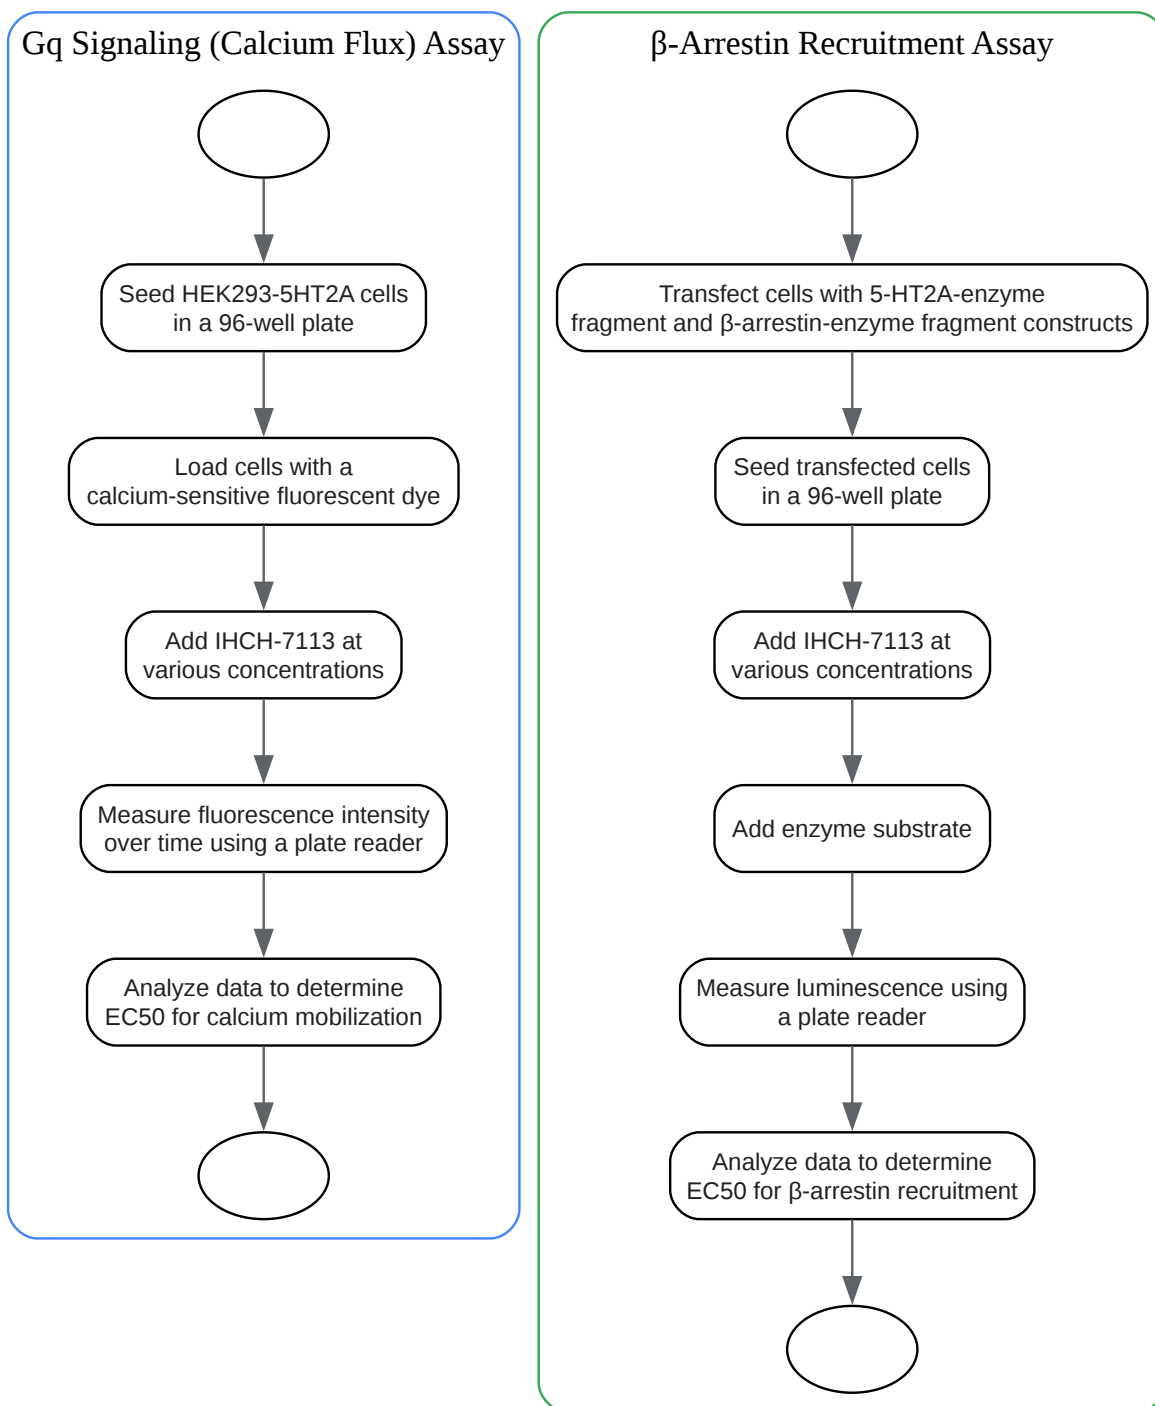 Gq Signaling (Calcium Flux) Assay
Seed HEK293-5HT2A cells
in a 96-well plate
Load cells with a
calcium-sensitive fluorescent dye
Add IHCH-7113 at
various concentrations
Measure fluorescence intensity
over time using a plate reader
Analyze data to determine
EC50 for calcium mobilization
β-Arrestin Recruitment Assay
Transfect cells with 5-HT2A-enzyme
fragment and β-arrestin-enzyme fragment constructs
Seed transfected cells
in a 96-well plate
Add IHCH-7113 at
various concentrations
Add enzyme substrate
Measure luminescence using
a plate reader
Analyze data to determine
EC50 for β-arrestin recruitment